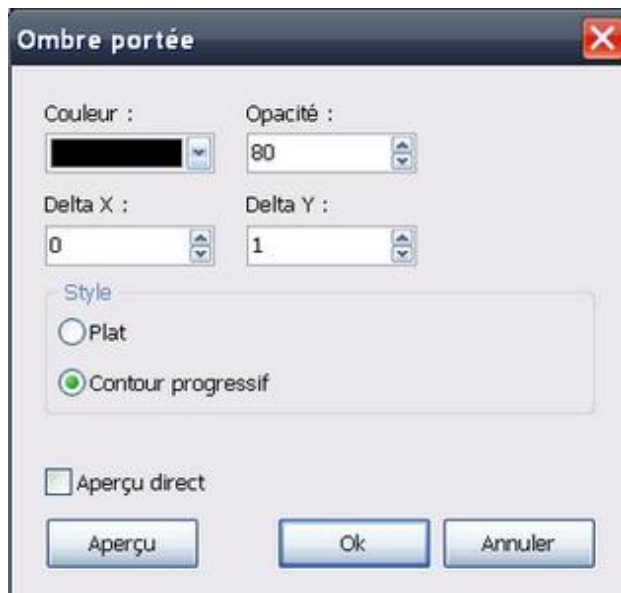 Ombre portée
Couleur : Opacité :
80
Delta X : Delta Y :
0 1
Style
Plat
Contour progressif
Aperçu direct
Aperçu Ok Annuler